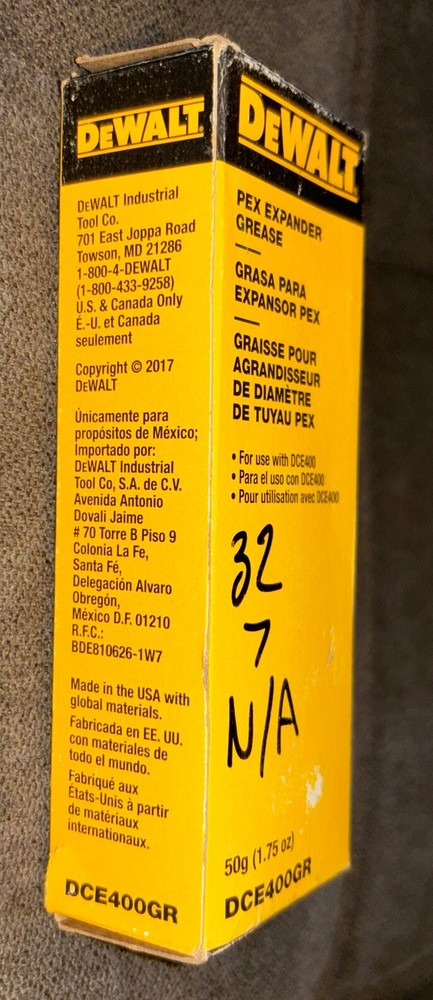 DEWALT
DEWALT Industrial
Tool Co.
701 East Joppa Road
Towson, MD 21286
1-800-4-DEWALT
(1-800-433-9258)
U.S. & Canada Only
É.-U. et Canada
seulement
Copyright © 2017
DEWALT
Únicamente para
propósitos de México;
Importado por:
DEWALT Industrial
Tool Co, S.A. de C.V.
Avenida Antonio
Dovali Jaime
# 70 Torre B Piso 9
Colonia La Fe,
Santa Fé,
Delegación Alvaro
Obregón,
México D.F. 01210
R.F.C.:
BDE810626-1W7
Made in the USA with
global materials.
Fabricada en EE. UU.
con materiales de
todo el mundo.
Fabriqué aux
États-Unis à partir
de matériaux
internationaux.
DCE400GR
DEWALT
PEX EXPANDER
GREASE
GRASA PARA
EXPANSOR PEX
GRAISSE POUR
AGRANDISSEUR
DE DIAMÈTRE
DE TUYAU PEX
• For use with DCE400
• Para el uso con DCE400
• Pour utilisation avec DCE400
32
7
N/A
50g (1.75 oz)
DCE400GR